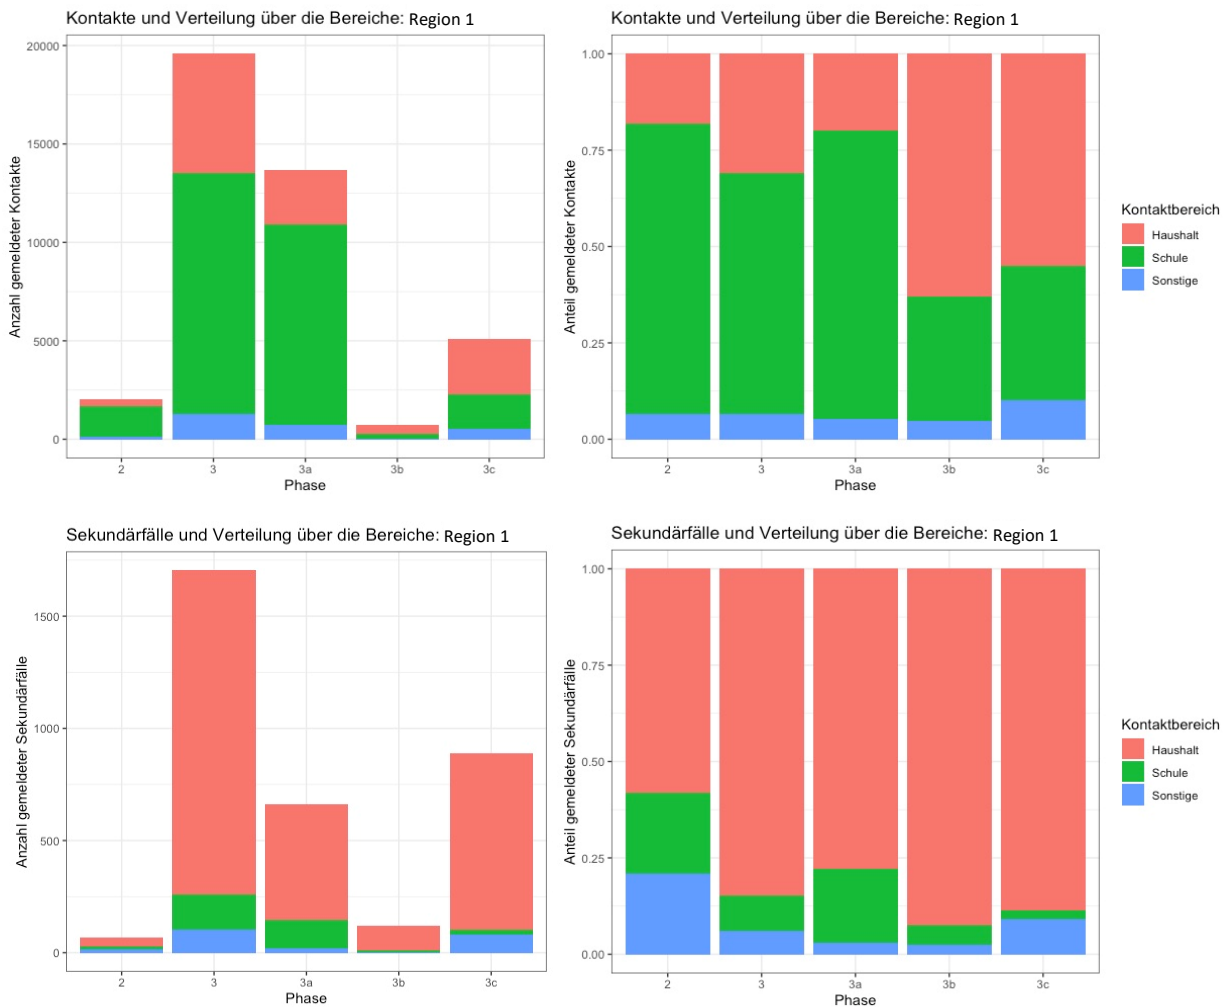 Kontakte und Verteilung über die Bereiche: Region 1
Anzahl gemeldeter Kontakte
20000
15000
10000
5000
0
2 3 3a 3b 3c
Phase
Kontakte und Verteilung über die Bereiche: Region 1
Anteil gemeldeter Kontakte
1.00
0.75
0.50
0.25
0.00
2 3 3a 3b 3c
Phase
Kontaktbereich
Haushalt
Schule
Sonstige
Sekundärfälle und Verteilung über die Bereiche: Region 1
Anzahl gemeldeter Sekundärfälle
1500
1000
500
0
2 3 3a 3b 3c
Phase
Sekundärfälle und Verteilung über die Bereiche: Region 1
Anteil gemeldeter Sekundärfälle
1.00
0.75
0.50
0.25
0.00
2 3 3a 3b 3c
Phase
Kontaktbereich
Haushalt
Schule
Sonstige